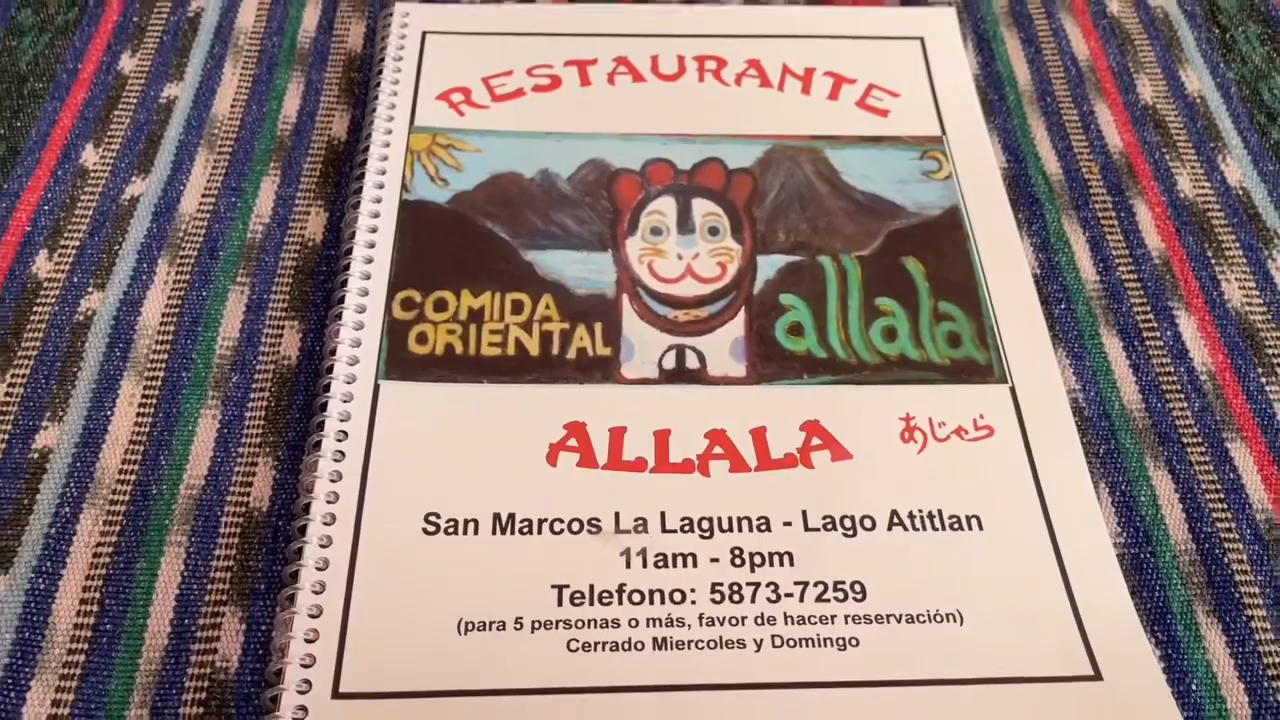 RESTAURANTE
COMIDA
ORIENTAL
allala
ALLALA あじゃら
San Marcos La Laguna - Lago Atitlan
11am - 8pm
Telefono: 5873-7259
(para 5 personas o más, favor de hacer reservación)
Cerrado Miercoles y Domingo